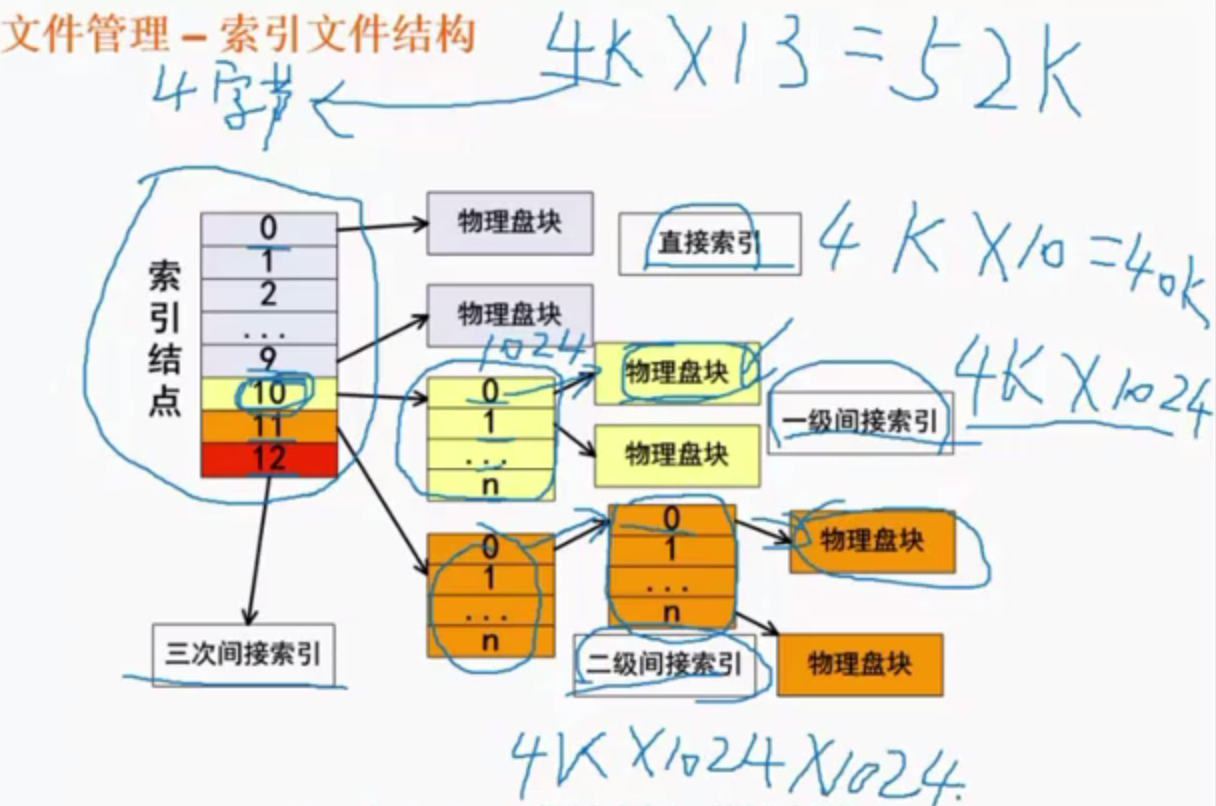 文件管理 – 索引文件结构
4K X 13 = 52K
4字节
索引结点
0
1
2
...
9
10
11
12
物理盘块
直接索引
4 K X 10 = 40K
物理盘块
1024
0
1
...
n
物理盘块
物理盘块
一级间接索引
4K X 1024
0
1
...
n
0
1
...
n
物理盘块
物理盘块
二级间接索引
三次间接索引
4K X 1024 X 1024.